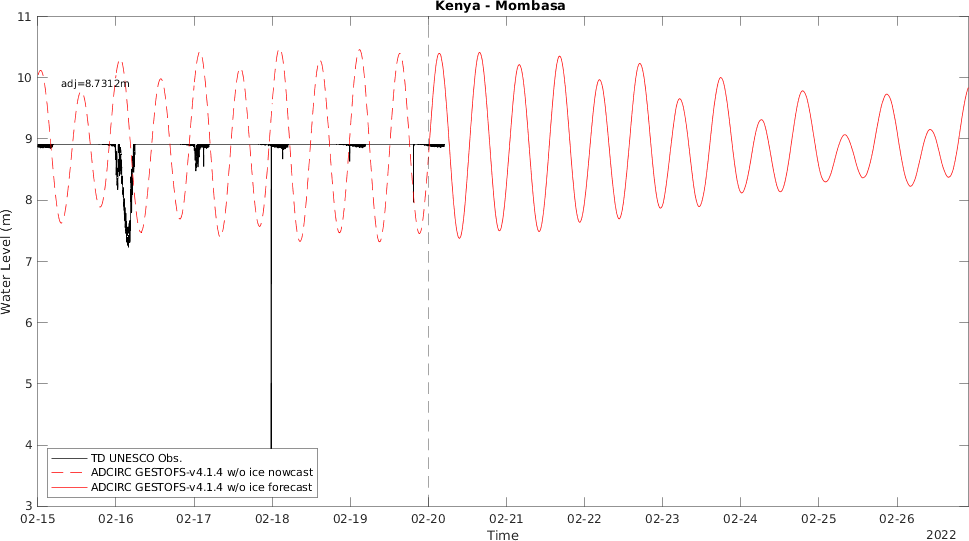 Kenya - Mombasa
adj=8.7312m
Water Level (m)
11
10
9
8
7
6
5
4
3
TD UNESCO Obs.
ADCIRC GESTOFS-v4.1.4 w/o ice nowcast
ADCIRC GESTOFS-v4.1.4 w/o ice forecast
02-15 02-16 02-17 02-18 02-19 02-20 02-21 02-22 02-23 02-24 02-25 02-26
Time
2022